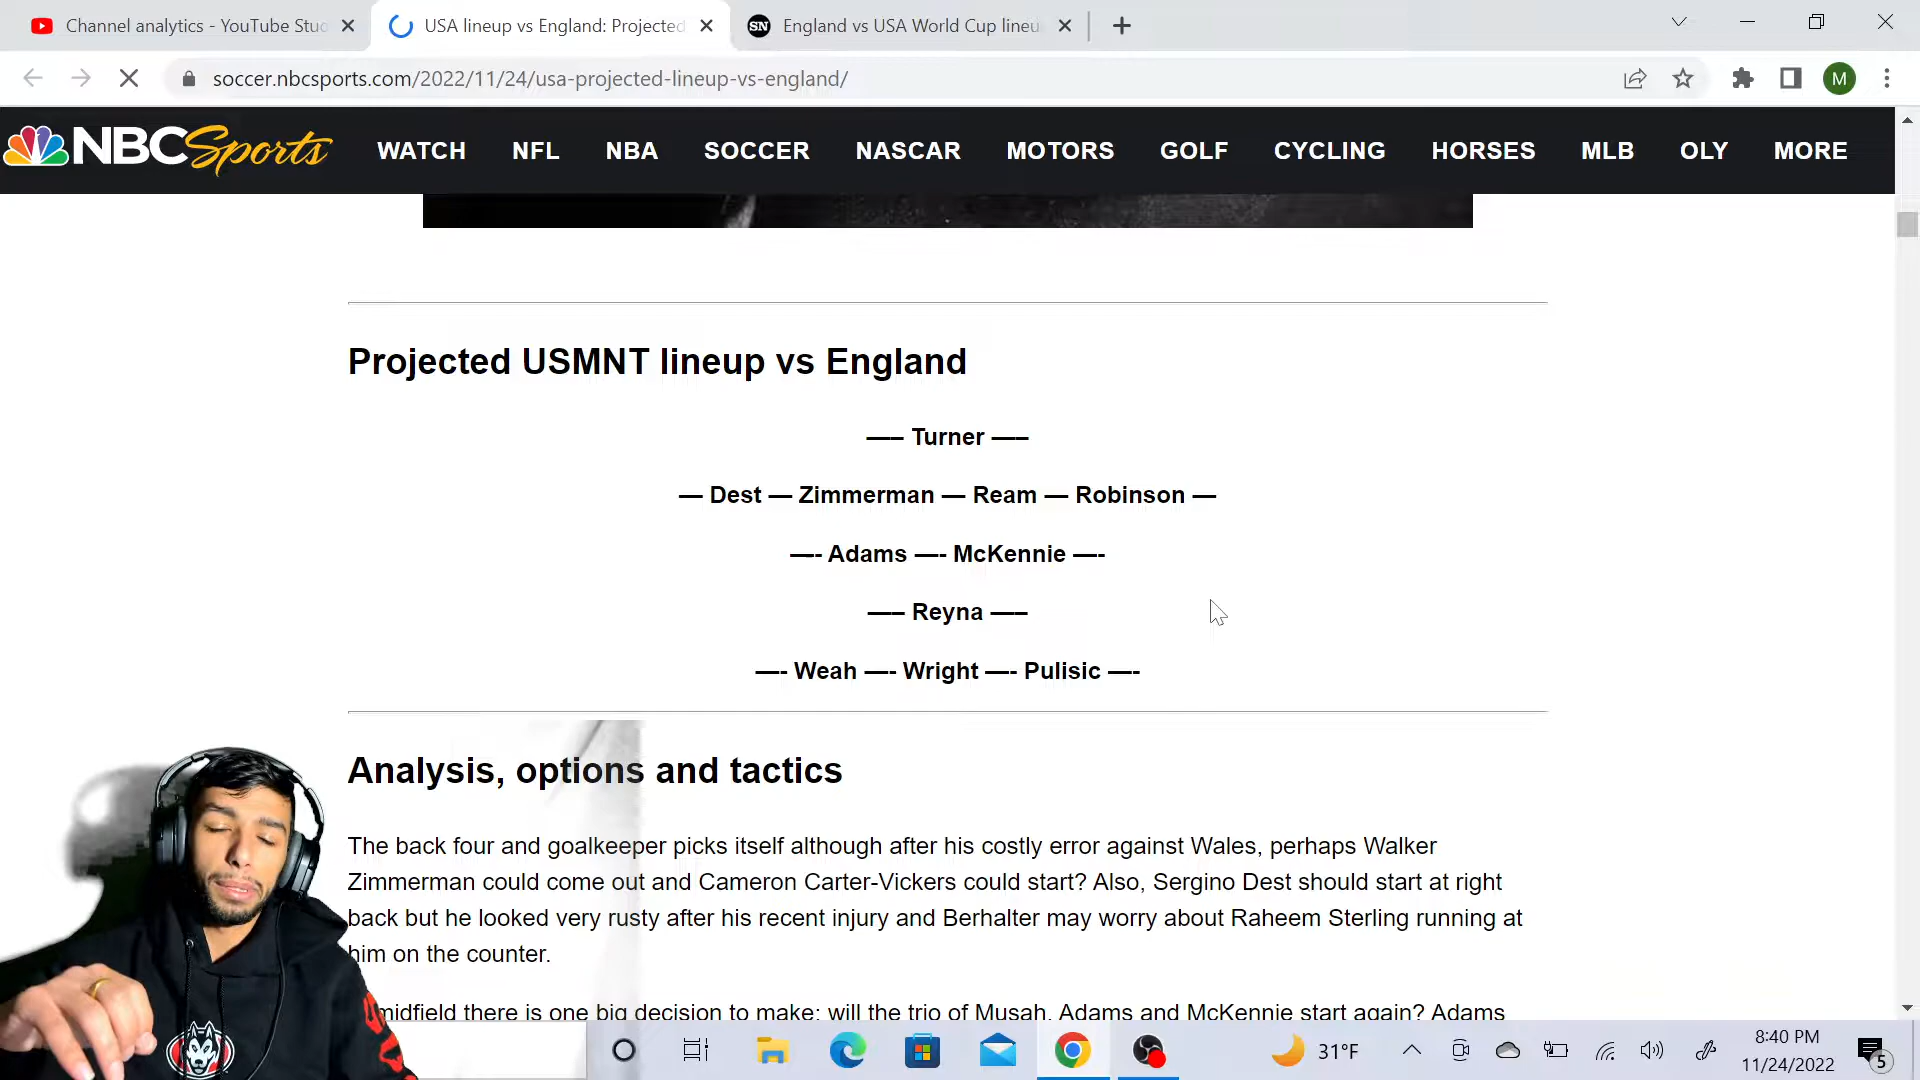 Channel analytics - YouTube Stu
USA lineup vs England: Projected
SN
England vs USA World Cup lineu
soccer.nbcsports.com/2022/11/24/usa-projected-lineup-vs-england/
M
NBC Sports
WATCH NFL NBA SOCCER NASCAR MOTORS GOLF CYCLING HORSES MLB OLY MORE
Projected USMNT lineup vs England
—– Turner —–
— Dest — Zimmerman — Ream — Robinson —
—- Adams —- McKennie —-
—– Reyna —–
—- Weah —- Wright —- Pulisic —-
Analysis, options and tactics
The back four and goalkeeper picks itself although after his costly error against Wales, perhaps Walker
Zimmerman could come out and Cameron Carter-Vickers could start? Also, Sergino Dest should start at right
back but he looked very rusty after his recent injury and Berhalter may worry about Raheem Sterling running at
him on the counter.
midfield there is one big decision to make: will the trio of Musah, Adams and McKennie start again? Adams
31°F
8:40 PM
11/24/2022
5